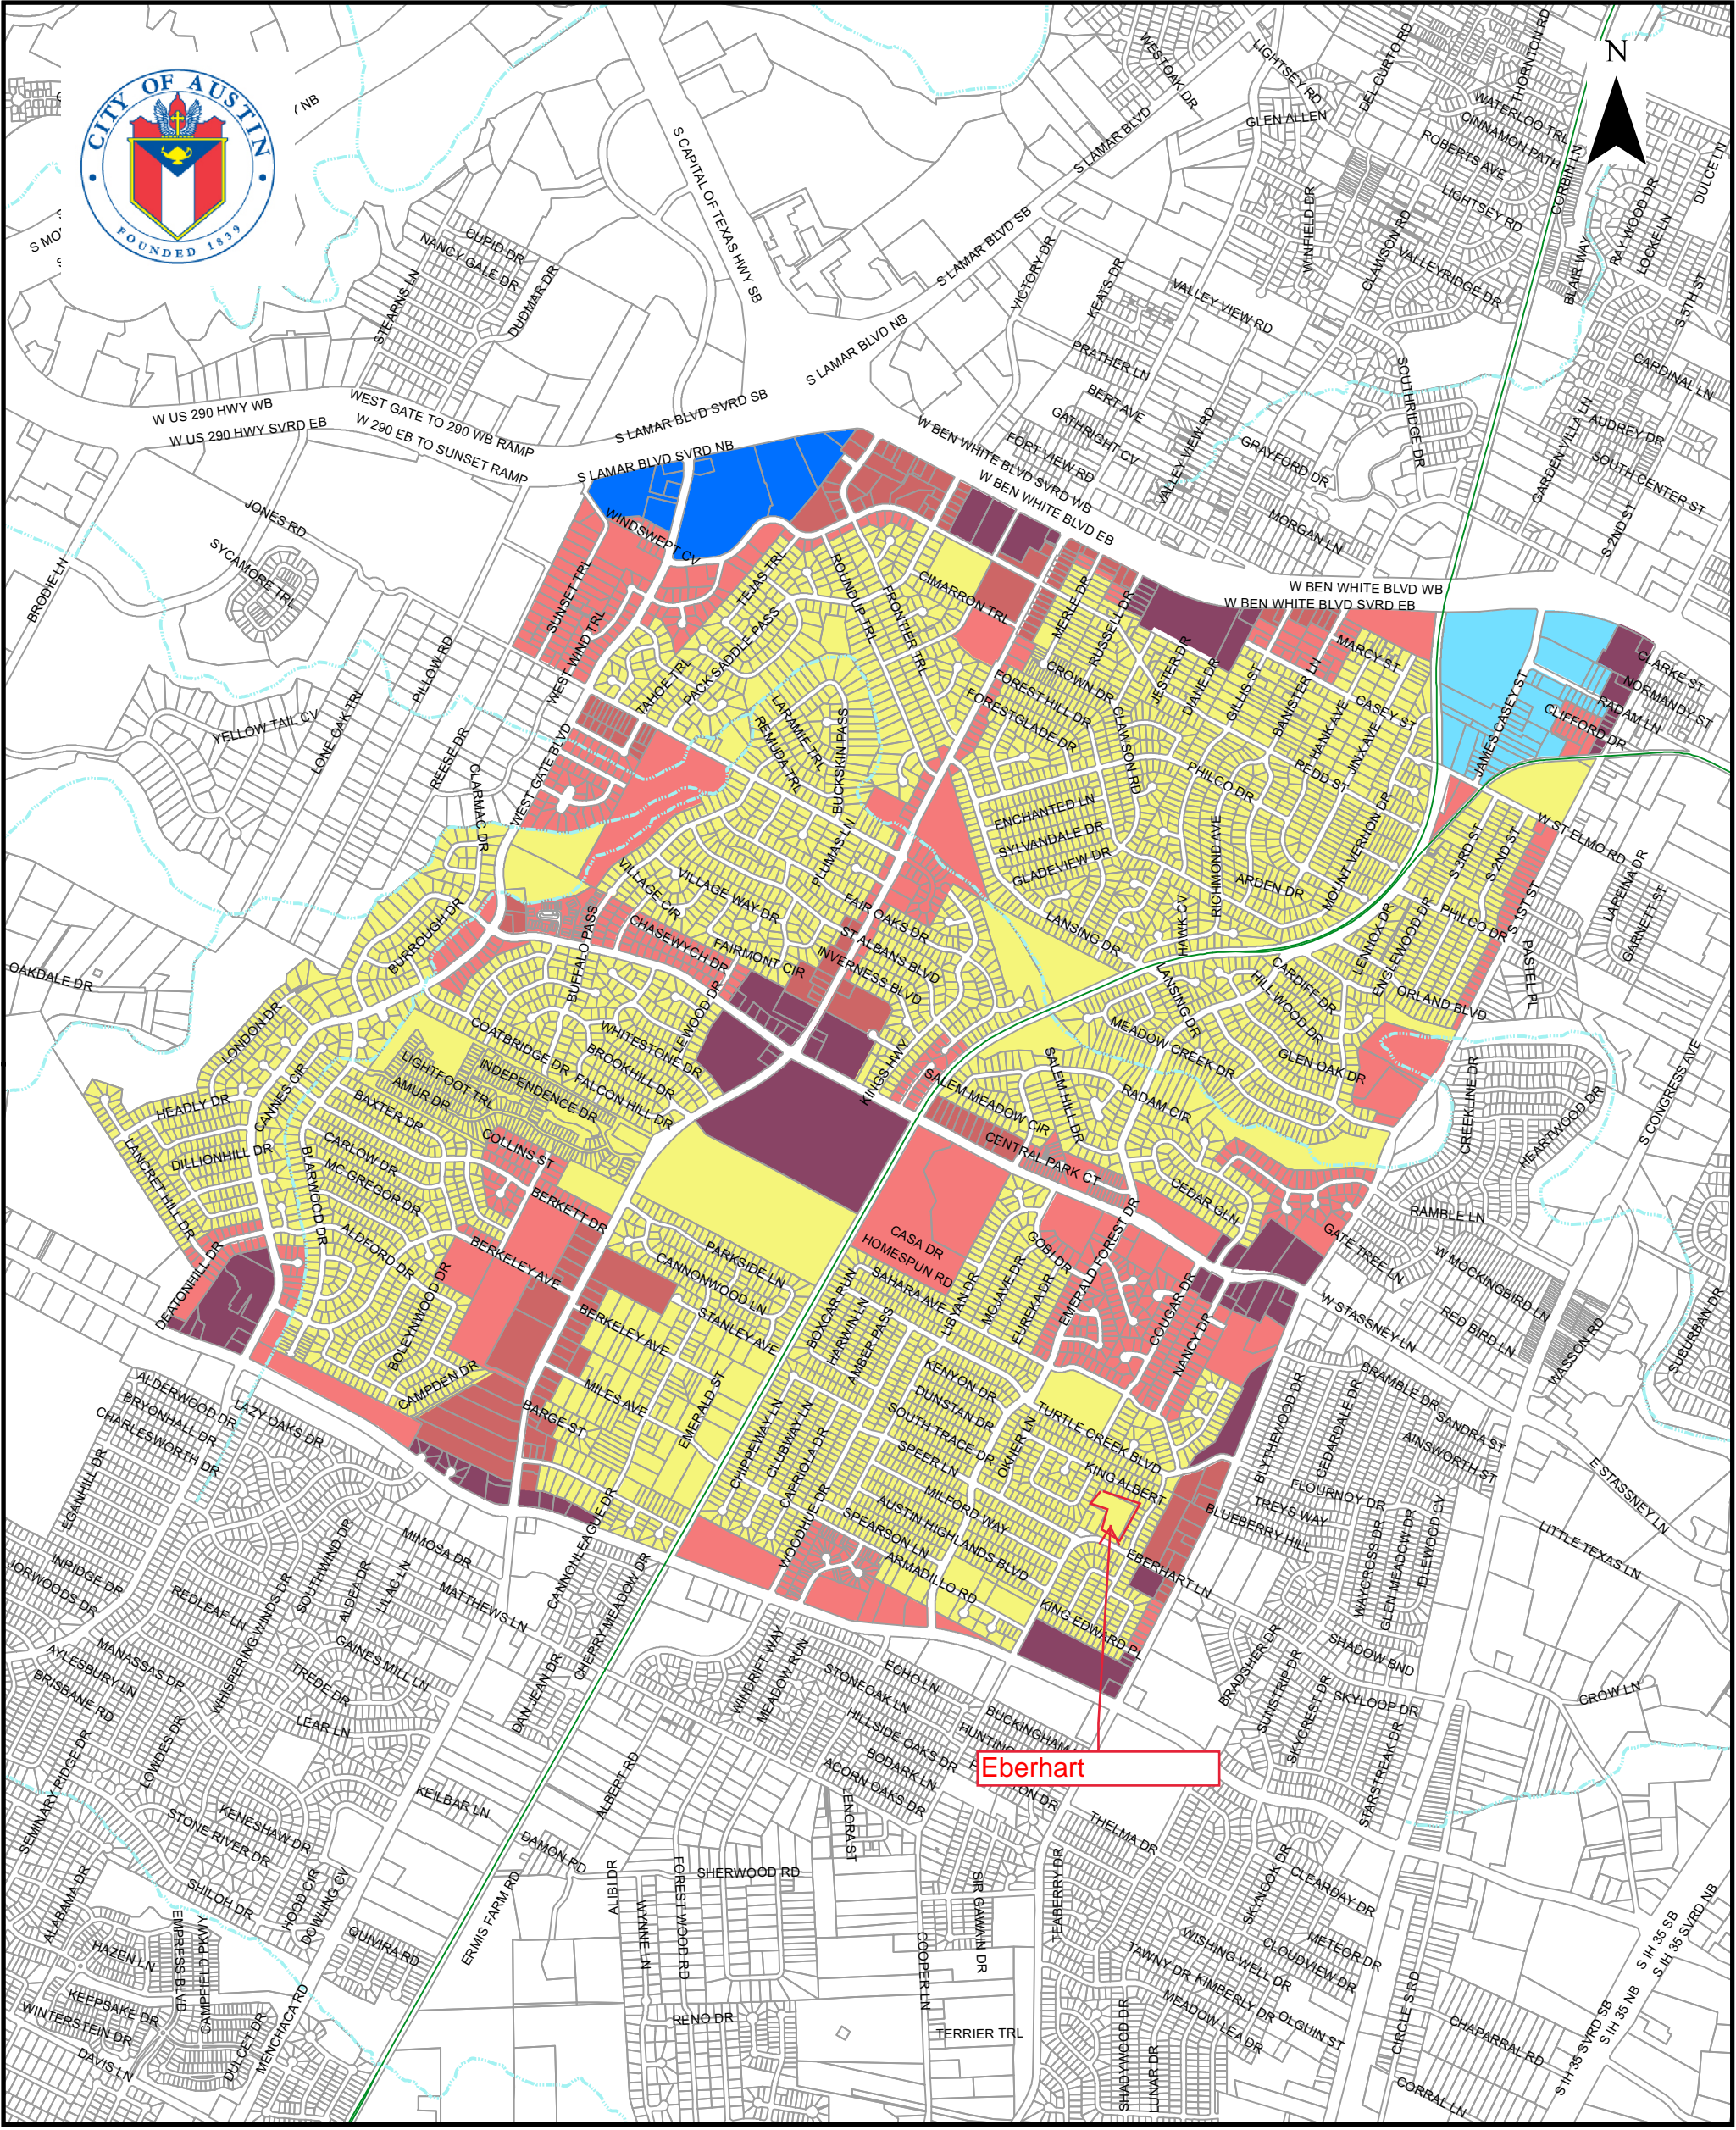 CITY OF AUSTIN
FOUNDED 1839
N
WESTOAK DR
LIGHTSEY RD
DEL CURTO RD
THORNTON RD
WATERLOO TRL
CINNAMON PATH
ROBERTS AVE
GLEN ALLEN
LIGHTSEY RD
CORBIN LN
DULCE LN
RAY WOOD DR
LOCKE LN
BLAIR WAY
S 5TH ST
S CAPITAL OF TEXAS HWY SB
S LAMAR BLVD
S LAMAR BLVD SB
S LAMAR BLVD NB
VICTORY DR
KEATS DR
WINFIELD DR
CLAWSON RD
VALLEYRIDGE DR
VALLEY VIEW RD
PRATHER LN
BERT AVE
GATHRIGHT CV
FORT VIEW RD
VALLEY VIEW RD
GRAYFORD DR
SOUTHRIDGE DR
MORGAN LN
CARDINAL LN
GARDEN VILLA LN
AUDREY DR
SOUTH CENTER ST
S 2ND ST
CUPID DR
NANCY GALE DR
STEARNS LN
DUDMAR DR
W US 290 HWY WB
W US 290 HWY SVRD EB
WEST GATE TO 290 WB RAMP
W 290 EB TO SUNSET RAMP
S LAMAR BLVD SVRD SB
S LAMAR BLVD SVRD NB
W BEN WHITE BLVD SVRD WB
W BEN WHITE BLVD EB
W BEN WHITE BLVD WB
W BEN WHITE BLVD SVRD EB
JONES RD
SYCAMORE TRL
BRODIE LN
WINDSWEPT CV
SUNSET TRL
WEST WIND TRL
TEJAS TRL
PACK SADDLE PASS
TAHOE TRL
ROUNDUP TRL
FRONTIER TRL
CIMARRON TRL
MERLE DR
RUSSELL DR
CROWN DR
FOREST HILL DR
FORESTGLADE DR
JESTER DR
DIANE DR
GILLIS ST
BANISTER LN
MARCY ST
CASEY ST
HANK AVE
JINX AVE
REDD ST
PHILCO DR
CLAWSON RD
JAMES CASEY ST
CLARKE ST
NORMANDY ST
RADAM LN
CLIFFORD DR
YELLOW TAIL CV
LONE OAK TRL
PILLOW RD
REESE DR
CLARMAC DR
WEST GATE BLVD
LARAMIE TRL
REMUDA TRL
BUCKSKIN PASS
PLUMAS LN
ENCHANTED LN
SYLVANDALE DR
GLADEVIEW DR
RICHMOND AVE
ARDEN DR
MOUNT VERNON DR
S 3RD ST
S 2ND ST
W ST ELMO RD
LAREINA DR
GARNETT ST
S 1ST ST
PHILCO DR
PASTEL PL
VILLAGE CIR
VILLAGE WAY DR
CHASEWYCH DR
FAIRMONT CIR
FAIR OAKS DR
ST ALBANS BLVD
INVERNESS BLVD
LANSING DR
HAWK CV
LENNOX DR
ENGLEWOOD DR
CARDIFF DR
HILL WOOD DR
ORLAND BLVD
OAKDALE DR
BURROUGH DR
BUFFALO PASS
LEWOOD DR
LANSING DR
MEADOW CREEK DR
GLEN OAK DR
LONDON DR
COATBRIDGE DR
WHITESTONE DR
BROOKHILL DR
FALCON HILL DR
LIGHTFOOT TRL
INDEPENDENCE DR
AMUR DR
KINGS HWY
SALEM MEADOW CIR
SALEM HILL DR
RADAM CIR
CREEKLINE DR
HEARTWOOD DR
S CONGRESS AVE
HEADLY DR
CANNES CIR
BAXTER DR
DILLIONHILL DR
LANCRET HILL DR
BLARWOOD DR
CARLOW DR
MC GREGOR DR
COLLINS ST
BERKETT DR
CENTRAL PARK CT
CEDAR GLN
RAMBLE LN
GATE TREE LN
W MOCKINGBIRD LN
ALDFORD DR
BERKELEY AVE
BOLEYNWOOD DR
PARKSIDE LN
CANNONWOOD LN
STANLEY AVE
CASA DR
HOMESPUN RD
SAHARA AVE
LIBYAN DR
MOJAVE DR
EUREKA DR
GOBI DR
EMERALD FOREST DR
COUGAR DR
NANCY DR
W STASSNEY LN
RED BIRD LN
WASSON RD
SUBURBAN DR
DEATONHILL DR
CAMPDEN DR
BERKELEY AVE
MILES AVE
BARGE ST
EMERALD ST
BOXCAR RUN
HARWIN LN
AMBER PASS
CHIPPEWAY LN
CLUBWAY LN
CAPRIOLA DR
WOODHUE DR
KENYON DR
DUNSTAN DR
SOUTH TRACE DR
SPEER LN
OKNER LN
MILFORD WAY
TURTLE CREEK BLVD
KING ALBERT
AUSTIN HIGHLANDS BLVD
SPEARSON LN
ARMADILLO RD
EBERHART LN
KING EDWARD PL
BLYTHEWOOD DR
CEDARDALE DR
BRAMBLE DR
SANDRA ST
AINSWORTH ST
FLOURNOY DR
TREYS WAY
BLUEBERRY HILL
WAYCROSS DR
GLEN MEADOW DR
IDLEWOOD CV
E STASSNEY LN
LITTLE TEXAS LN
ALDERWOOD DR
BRYONHILL DR
CHARLESWORTH DR
LAZY OAKS DR
EGANHILL DR
INRIDGE DR
JORWOODS DR
MIMOSA DR
SOUTHWIND DR
ALDEA DR
LILAC LN
MATTHEWS LN
REDLEAF LN
WHISPERING WINDS DR
CANNONLEAGUE DR
CHERRY MEADOW DR
DAN JEAN DR
AYLESBURY LN
MANASSAS DR
BRISBANE RD
GAINES MILL LN
TREDE DR
LEAR LN
LOWDES DR
SEMINARY RIDGE DR
WINDRIFT WAY
MEADOW RUN
ECHO LN
STONEOAK LN
HILLSIDE OAKS DR
BODARK LN
ACORN OAKS DR
LENORA ST
BRADSHER DR
SUNSTRIP DR
SKYCREST DR
SHADOW BND
SKYLOOP DR
STARSTREAK DR
CROW LN
Eberhart
KEILBAR LN
ALBERT RD
DAMON RD
KENESHAW DR
STONE RIVER DR
SHILOH DR
HOOD CIR
DOWLING CV
ALABAMA DR
HAZEN LN
EMPRESS BLVD
CAMPFIELD PKWY
QUIVIRA RD
KEEPSAKE DR
WINTERSTEIN DR
DAVIS LN
DULCET DR
MENCHACA RD
ERMIS FARM RD
ALIBI DR
WYNNE LN
FOREST WOOD RD
SHERWOOD RD
RENO DR
COOPER LN
SIR GAWAIN DR
TERRIER TRL
TEABERRY DR
THELMA DR
SKYNOOK DR
CLEARDAY DR
METEOR DR
CLOUDVIEW DR
WISHING WELL DR
TAWNY DR
KIMBERLY DR
OLGUIN ST
MEADOW LEA DR
SHADYWOOD DR
LUNAR DR
CIRCLE S RD
CHAPARRAL RD
CORRAL LN
S IH 35 SB
S IH 35 SVRD NB
S IH 35 NB
S IH 35 SVRD SB